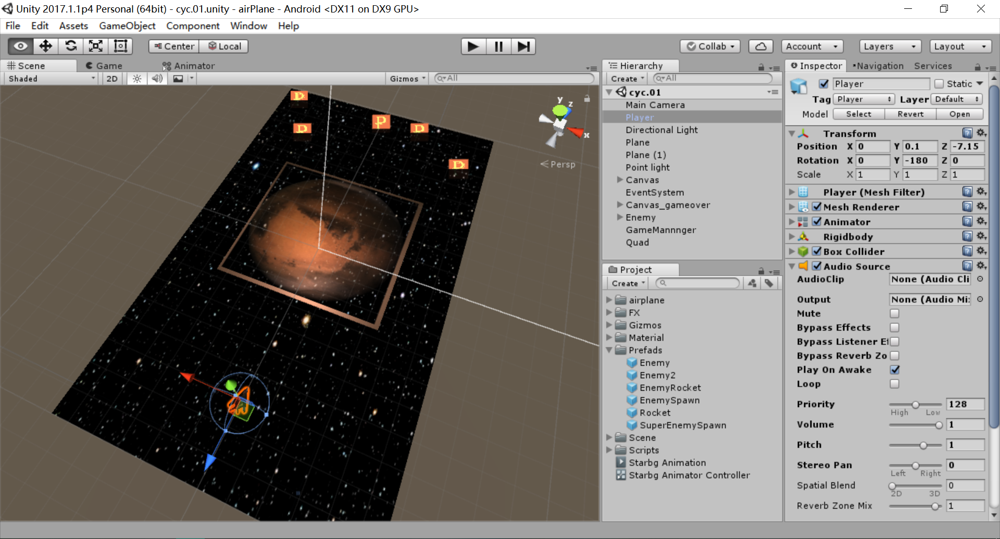 Unity 2017.1.1p4 Personal (64bit) - cyc.01.unity - airPlane - Android <DX11 on DX9 GPU>
File Edit Assets GameObject Component Window Help
Center Local Collab Account Layers Layout
Scene Game Animator
Shaded 2D Gizmos All
D
D
P
D
D
y
z
x
Persp
Hierarchy
Create All
cyc.01
Main Camera
Player
Directional Light
Plane
Plane (1)
Point light
Canvas
EventSystem
Canvas_gameover
Enemy
GameMannnger
Quad
Project
Create
airplane
FX
Gizmos
Material
Prefads
Enemy
Enemy2
EnemyRocket
EnemySpawn
Rocket
SuperEnemySpawn
Scene
Scripts
Starbg Animation
Starbg Animator Controller
Inspector Navigation Services
Player Static
Tag Player Layer Default
Model Select Revert Open
Transform
Position X 0 Y 0.1 Z -7.15
Rotation X 0 Y -180 Z 0
Scale X 1 Y 1 Z 1
Player (Mesh Filter)
Mesh Renderer
Animator
Rigidbody
Box Collider
Audio Source
AudioClip None (Audio Cli
Output None (Audio Mi
Mute
Bypass Effects
Bypass Listener Ef
Bypass Reverb Zo
Play On Awake
Loop
Priority 128
High Low
Volume 1
Pitch 1
Stereo Pan 0
Left Right
Spatial Blend 0
2D 3D
Reverb Zone Mix 1